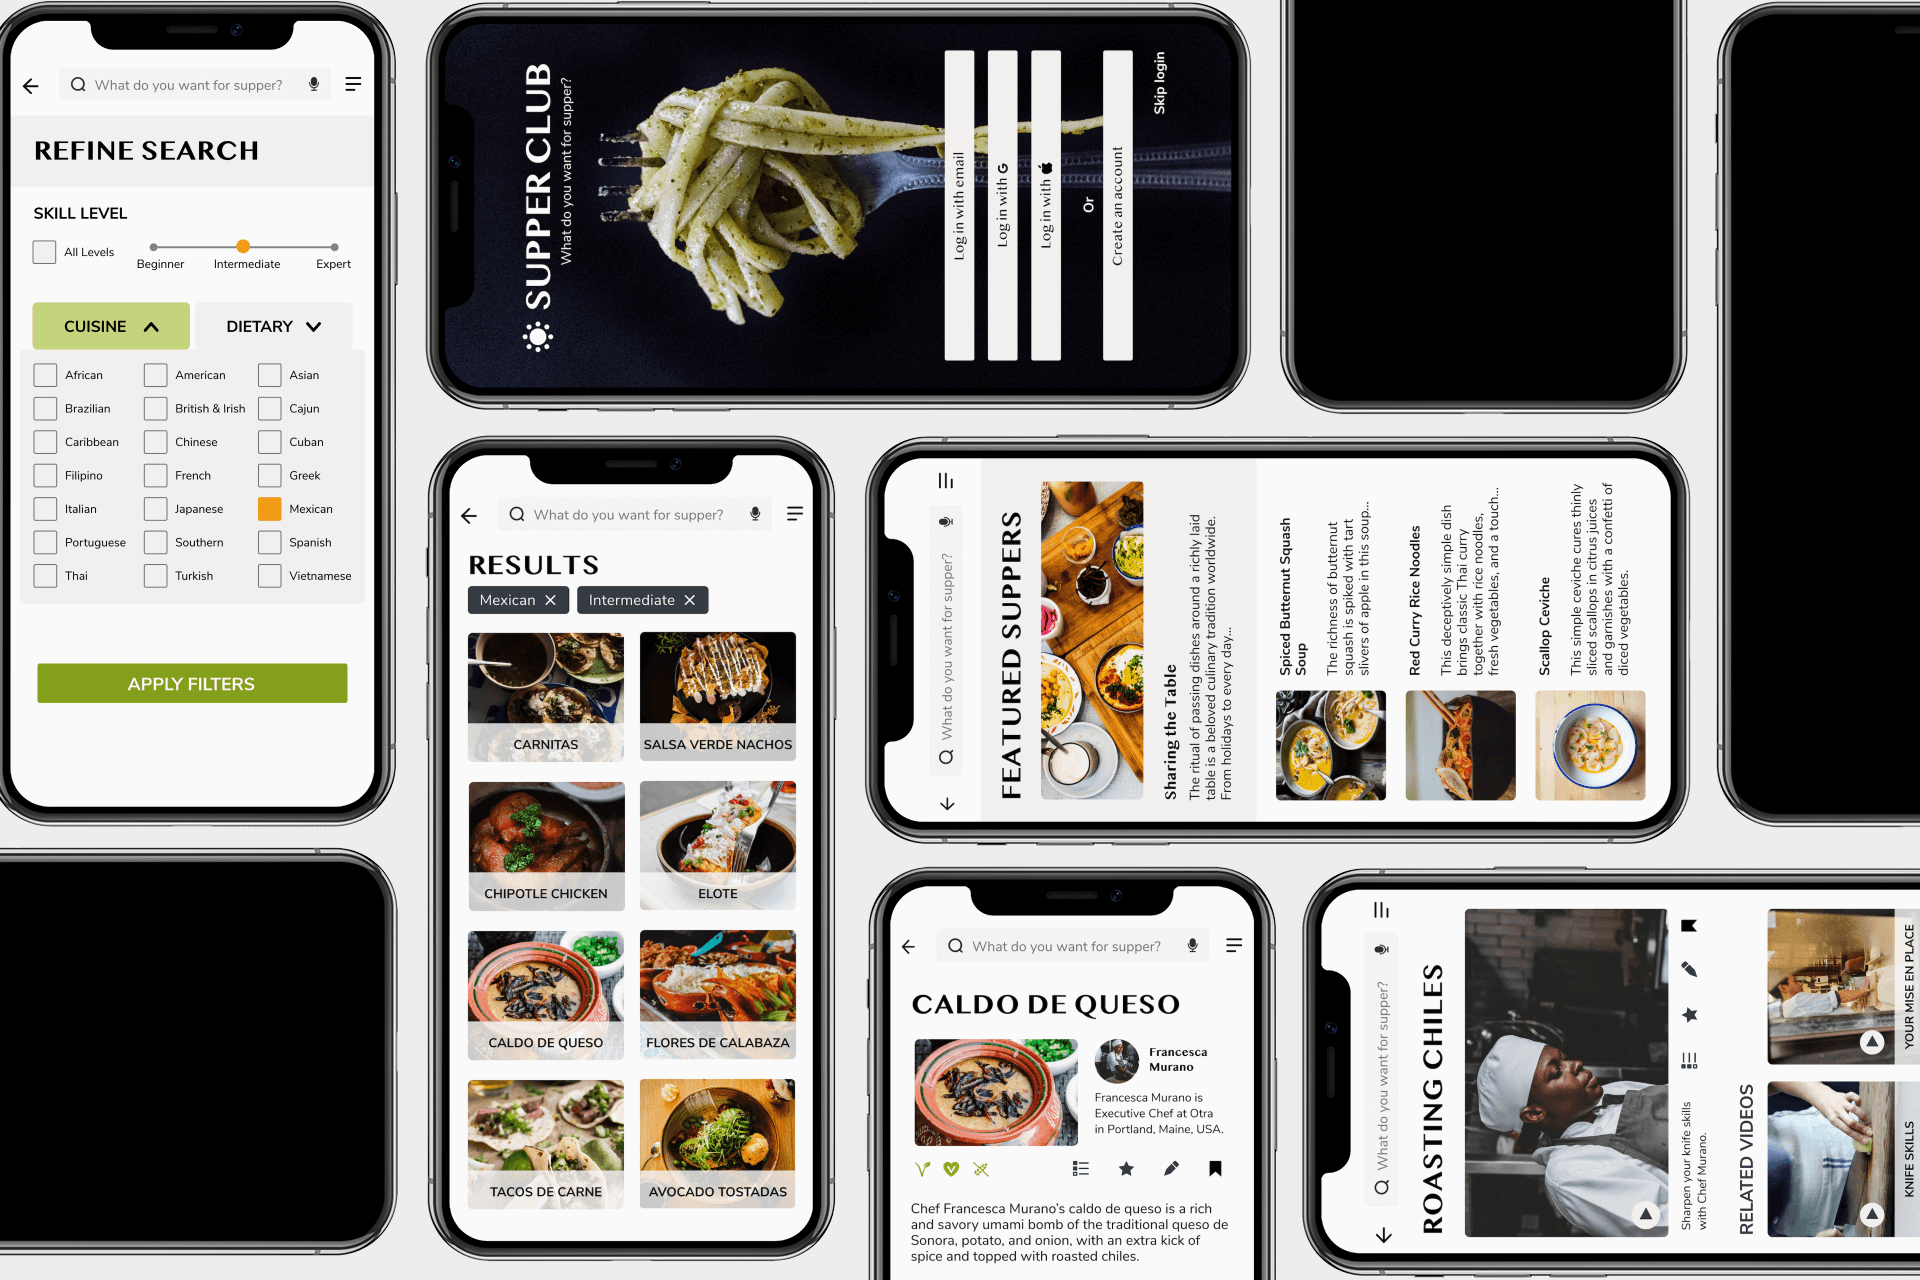 What do you want for supper?
REFINE SEARCH
SKILL LEVEL
All Levels
Beginner
Intermediate
Expert
CUISINE
DIETARY
African
American
Asian
Brazilian
British & Irish
Cajun
Caribbean
Chinese
Cuban
Filipino
French
Greek
Italian
Japanese
Mexican
Portuguese
Southern
Spanish
Thai
Turkish
Vietnamese
APPLY FILTERS
SUPPER CLUB
What do you want for supper?
Log in with email
Log in with G
Log in with
Or
Create an account
Skip login
What do you want for supper?
RESULTS
Mexican
Intermediate
CARNITAS
SALSA VERDE NACHOS
CHIPOTLE CHICKEN
ELOTE
CALDO DE QUESO
FLORES DE CALABAZA
TACOS DE CARNE
AVOCADO TOSTADAS
What do you want for supper?
FEATURED SUPPERS
Sharing the Table
The ritual of passing dishes around a richly laid
table is a beloved culinary tradition worldwide.
From holidays to every day...
Spiced Butternut Squash
Soup
The richness of butternut
squash is spiked with tart
slivers of apple in this soup...
Red Curry Rice Noodles
This deceptively simple dish
brings classic Thai curry
together with rice noodles,
fresh vegetables, and a touch...
Scallop Ceviche
This simple ceviche cures thinly
sliced scallops in citrus juices
and garnishes with a confetti of
diced vegetables.
What do you want for supper?
CALDO DE QUESO
Francesca
Murano
Francesca Murano is
Executive Chef at Otra
in Portland, Maine, USA.
Chef Francesca Murano's caldo de queso is a rich
and savory umami bomb of the traditional queso de
Sonora, potato, and onion, with an extra kick of
spice and topped with roasted chiles.
What do you want for supper?
ROASTING CHILES
Sharpen your knife skills
with Chef Murano.
RELATED VIDEOS
KNIFE SKILLS
YOUR MISE EN PLACE